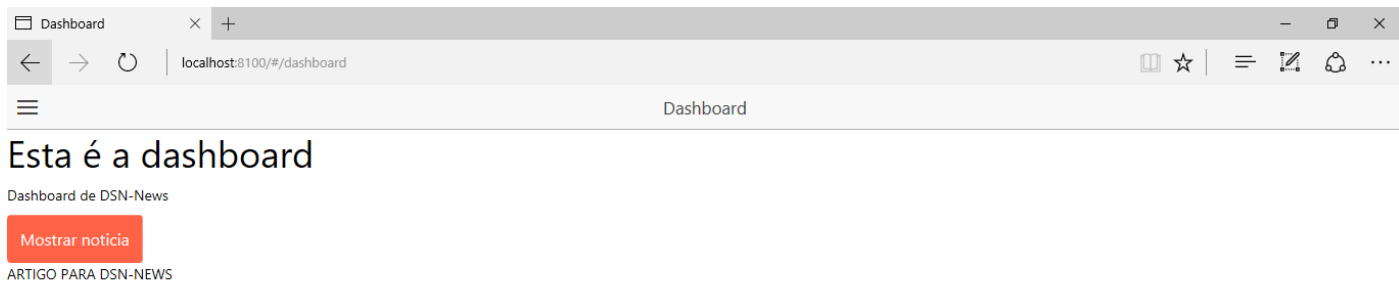 Dashboard
localhost:8100/#/dashboard
Dashboard
Esta é a dashboard
Dashboard de DSN-News
Mostrar noticia
ARTIGO PARA DSN-NEWS